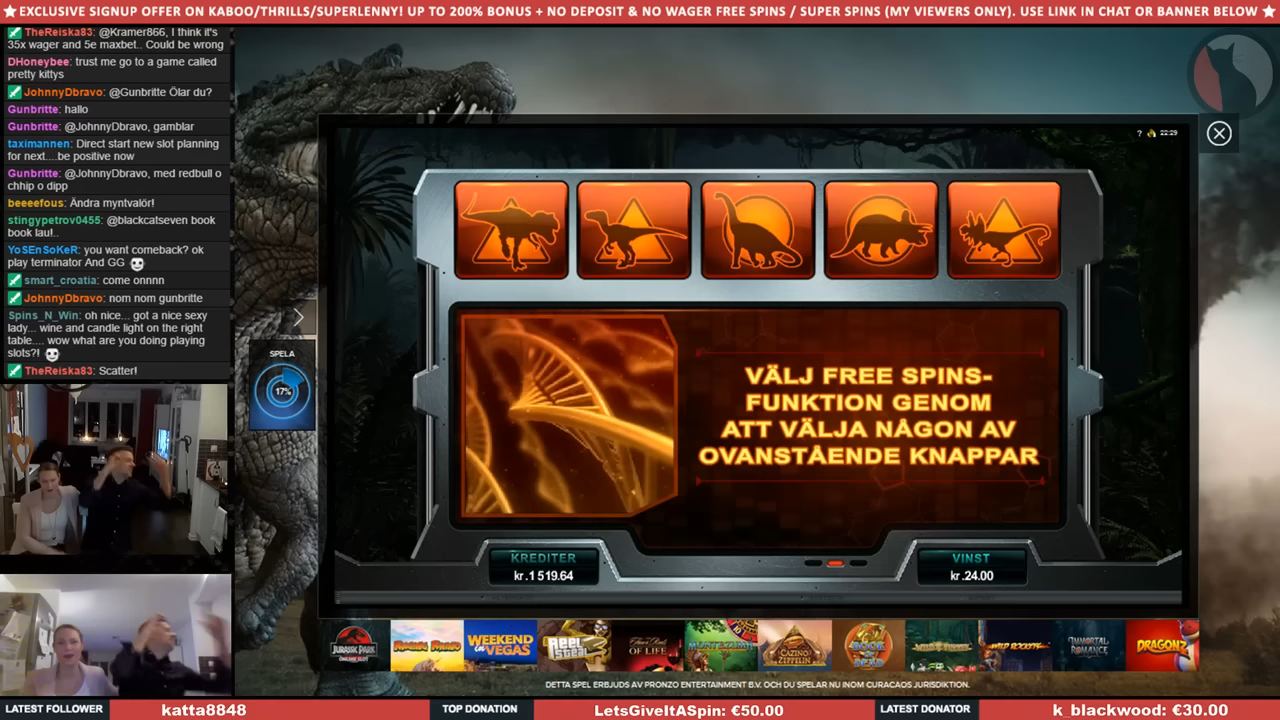 ★EXCLUSIVE SIGNUP OFFER ON KABOO/THRILLS/SUPERLENNY! UP TO 200% BONUS + NO DEPOSIT & NO WAGER FREE SPINS / SUPER SPINS (MY VIEWERS ONLY). USE LINK IN CHAT OR BANNER BELOW ★
TheReiska83: @Kramer866, I think it's
35x wager and 5e maxbet.. Could be wrong
DHoneybee: trust me go to a game called
pretty kittys
JohnnyDbravo: @Gunbritte Ölar du?
Gunbritte: hallo
Gunbritte: @JohnnyDbravo, gamblar
taximannen: Direct start new slot planning
for next....be positive now
Gunbritte: @JohnnyDbravo, med redbull o
chhip o dipp
beeeefous: Ändra myntvalör!
stingypetrov0455: @blackcatseven book
book lau!..
YoSEnSoKeR: you want comeback? ok
play terminator And GG
smart_croatia: come onnnn
JohnnyDbravo: nom nom gunbritte
Spins_N_Win: oh nice... got a nice sexy
lady... wine and candle light on the right
table.... wow what are you doing playing
slots?!
TheReiska83: Scatter!
? 22:29
SPELA
17%
VÄLJ FREE SPINS-
FUNKTION GENOM
ATT VÄLJA NÅGON AV
OVANSTÅENDE KNAPPAR
KREDITER
kr.1 519.64
VINST
kr.24.00
JURASSIC PARK
WEEKEND
in VEGAS
REEL
STEAL
OF LIFE
CAZINO
ZEPPELIN
BOOK
OF DEAD
IMMORTAL
ROMANCE
DRAGONZ
DETTA SPEL ERBJUDS AV PRONZO ENTERTAINMENT B.V. OCH DU SPELAR NU INOM CURACAOS JURISDIKTION.
LATEST FOLLOWER
katta8848
TOP DONATION
LetsGiveItASpin: €50.00
LATEST DONATOR
k_blackwood: €30.00